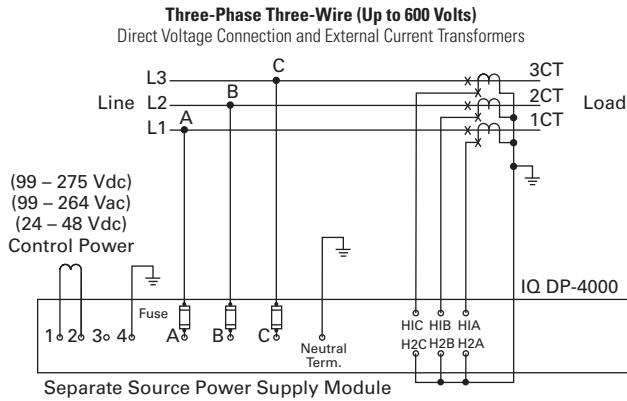 Three-Phase Three-Wire (Up to 600 Volts)
Direct Voltage Connection and External Current Transformers
C
L3
3CT
B
Line
L2
2CT
Load
A
L1
1CT
(99 – 275 Vdc)
(99 – 264 Vac)
(24 – 48 Vdc)
Control Power
IQ DP-4000
Fuse
HIC HIB HIA
1 2 3 4
A B C
H2C H2B H2A
Neutral
Term.
Separate Source Power Supply Module